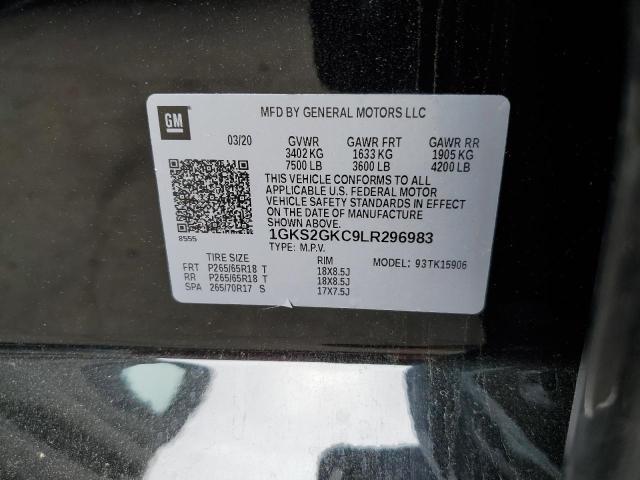 GM
MFD BY GENERAL MOTORS LLC
03/20 GVWR GAWR FRT GAWR RR
3402 KG 1633 KG 1905 KG
7500 LB 3600 LB 4200 LB
THIS VEHICLE CONFORMS TO ALL
APPLICABLE U.S. FEDERAL MOTOR
VEHICLE SAFETY STANDARDS IN EFFECT ON
THE DATE OF MANUFACTURE SHOWN ABOVE.
1GKS2GKC9LR296983
8555
TYPE: M.P.V.
TIRE SIZE RIM MODEL: 93TK15906
FRT P265/65R18 T 18X8.5J
RR P265/65R18 T 18X8.5J
SPA 265/70R17 S 17X7.5J